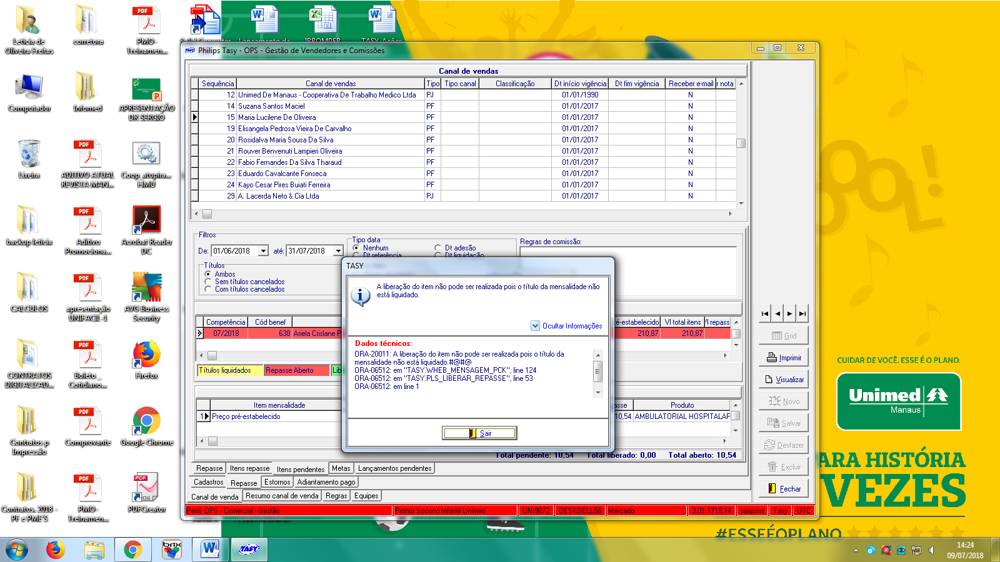 Leticia de
Oliveira Freitas
corretora
PMO-
Treinamen...
Lançamento da
IRROMPER
TASY Ações
Computador
Infomed
APRESENTAÇÃO
DR SERGIO
Lixeira
ADITIVO ATUAL
REVISTA MAN...
Coop_atupira...
HMU
backup leticia
Aditivo
Promociona...
Acrobat Reader
DC
CALCULOS
apresentação
UNIFACIL-1
AVG Business
Security
CONTRATOS
DIGITALIZAD...
Boleto _
Cotidiano...
Firefox
Contratos p
Impressão
Comprovante
Google Chrome
Contratos. 2018 -
PF e PME'S
PMO-
Treinamen...
PDFCreator
Philips Tasy - OPS - Gestão de Vendedores e Comissões
Canal de vendas
Sequência Canal de vendas Tipo Tipo canal Classificação Dt início vigência Dt fim vigência Receber e-mail r nota
12 Unimed De Manaus - Cooperativa De Trabalho Medico Ltda PJ 01/01/1990 N
14 Suzana Santos Maciel PF 01/01/2017 N
15 Maria Lucilene De Oliveira PF 01/01/2017 N
19 Elisangela Pedrosa Vieira De Carvalho PF 01/01/2017 N
20 Rosidalva Maria Sousa Da Silva PF 01/01/2017 N
21 Rouver Benvenuti Lampieri Oliveira PF 01/01/2017 N
22 Fabio Fernandes Da Silva Tharaud PF 01/01/2017 N
23 Eduardo Cavalcante Fonseca PF 01/01/2017 N
24 Kayo Cesar Pires Buiati Ferreira PF 01/01/2017 N
29 A. Lacerda Neto & Cia Ltda PJ 01/01/2017 N
Filtros
De: 01/06/2018 até: 31/07/2018
Tipo data
Nenhum Dt adesão
Dt referência Dt liquidação
Regras de comissão:
Títulos
Ambos
Sem títulos cancelados
Com títulos cancelados
TASY
A liberação do item não pode ser realizada pois o título da mensalidade não
está liquidado.
Ocultar Informações
Dados técnicos:
ORA-20011: A liberação do item não pode ser realizada pois o título da
mensalidade não está liquidado.#@#@
ORA-06512: em "TASY.WHEB_MENSAGEM_PCK", line 124
ORA-06512: em "TASY.PLS_LIBERAR_REPASSE", line 53
ORA-06512: em line 1
Sair
Competência Cód benef é-estabelecido Vl total itens /l repass
07/2018 638 Ariela Crislane P 210,87 210,87
Títulos liquidados Repasse Aberto Lib
Item mensalidade asse Produto
1 Preço pré-estabelecido 10,54 AMBULATORIAL HOSPITALAF
Total pendente: 10,54 Total liberado: 0,00 Total aberto: 10,54
Repasse Itens repasse Itens pendentes Metas Lançamentos pendentes
Cadastros Repasse Estornos Adiantamento pago
Canal de venda Resumo canal de venda Regras Equipes
Perfil: OPS - Comercial - Gestão Pronto Socorro Infantil Unimed UNI9072 DESKDELL56 Mercado 3.01.1719.14 taopstst Tasy UTC
Grid
Imprimir
Visualizar
Novo
Salvar
Desfazer
Excluir
Fechar
OOL!
CUIDAR DE VOCÊ. ESSE É O PLANO.
Unimed
Manaus
ARA HISTÓRIA
VEZES
#ESSEÉOPLANO
brix
TASY
14:24
09/07/2018